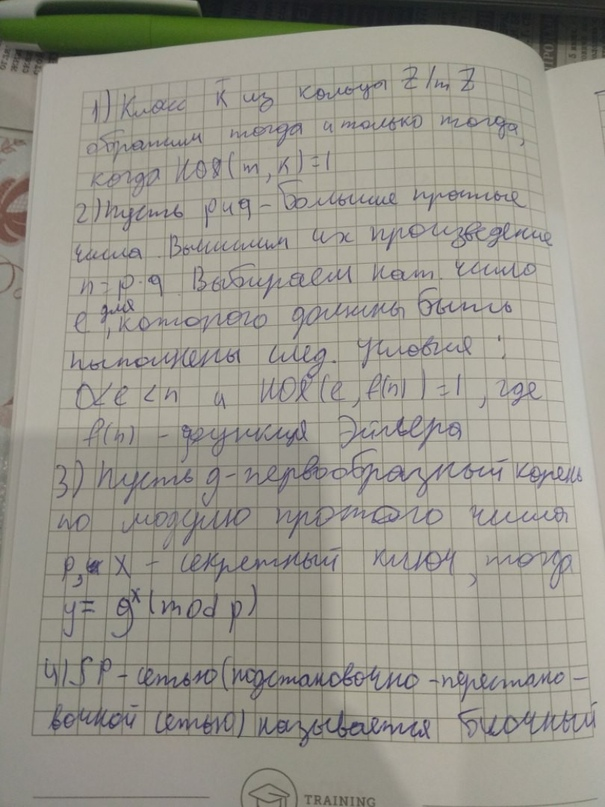 1) Класс k̄ из кольца Z/mZ
обратим тогда и только тогда,
когда НОД(m, k)=1
2) Пусть p и q - большие простые
числа. Вычислим их произведение
n = p·q. Выбираем нат. число
e, для которого должны быть
выполнены след. условия:
0<e<n и НОД(e, f(n))=1, где
f(n) - функция Эйлера
3) Пусть g - первообразный корень
по модулю простого числа
p, x - секретный ключ, тогда
y = g^x (mod p)
4) SP - сетью (подстановочно - перестано-
вочной сетью) называется блочный
TRAINING